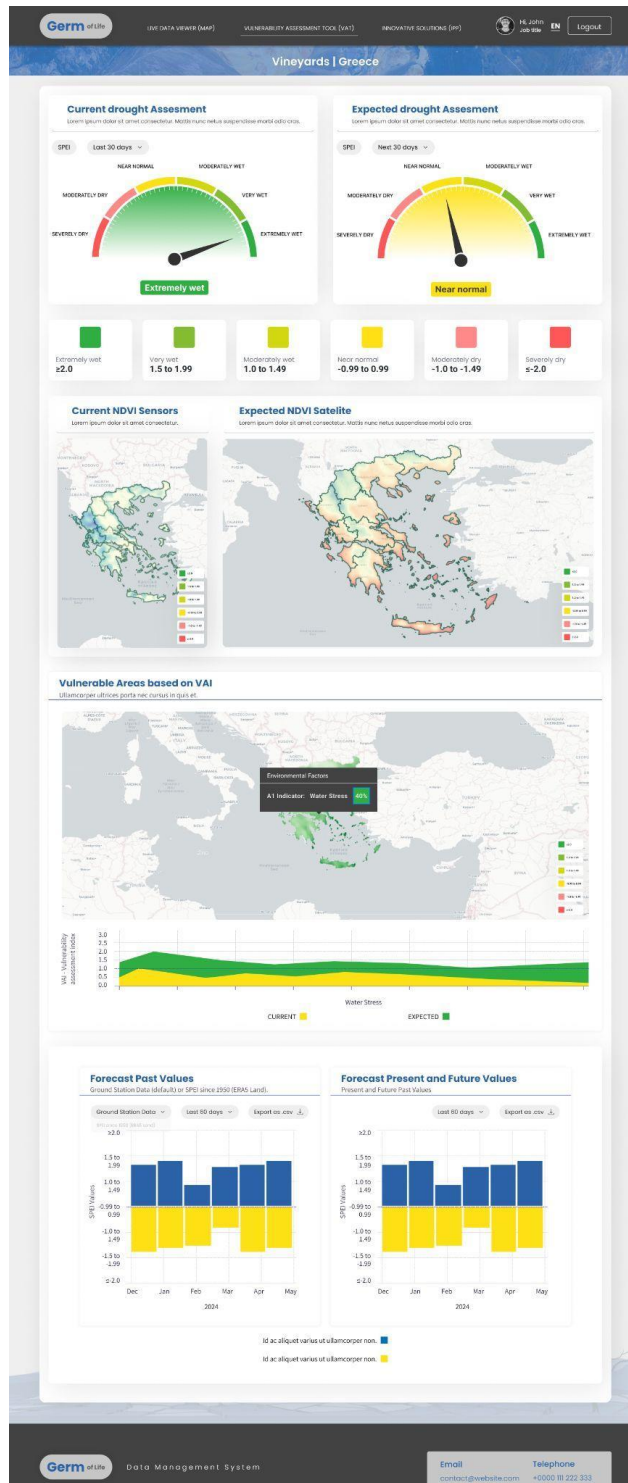 Germ of Life
LIVE DATA VIEWER (MAP)
VULNERABILITY ASSESSMENT TOOL (VAT)
INNOVATIVE SOLUTIONS (IPP)
Hi, John
Job title
EN
Logout
Vineyards | Greece
Current drought Assesment
Lorem ipsum dolor sit amet consectetur. Mattis nunc netus suspendisse morbi odio cras.
SPEI
Last 30 days
NEAR NORMAL
MODERATELY WET
MODERATELY DRY
VERY WET
SEVERELY DRY
EXTREMELY WET
Extremely wet
Expected drought Assesment
Lorem ipsum dolor sit amet consectetur. Mattis nunc netus suspendisse morbi odio cras.
SPEI
Next 30 days
NEAR NORMAL
MODERATELY WET
MODERATELY DRY
VERY WET
SEVERELY DRY
EXTREMELY WET
Near normal
Extremely wet
≥2.0
Very wet
1.5 to 1.99
Moderately wet
1.0 to 1.49
Near normal
-0.99 to 0.99
Moderately dry
-1.0 to -1.49
Severely dry
≤-2.0
Current NDVI Sensors
Lorem ipsum dolor sit amet consectetur.
Expected NDVI Satelite
Lorem ipsum dolor sit amet consectetur. Mattis nunc netus suspendisse morbi odio cras.
Vulnerable Areas based on VAI
Ullamcorper ultrices porta nec cursus in quis et.
Environmental Factors
A1 Indicator: Water Stress 40%
VAI - Vulnerability
assessment index
3.0
2.5
2.0
1.5
1.0
0.5
0.0
Water Stress
CURRENT
EXPECTED
Forecast Past Values
Ground Station Data (default) or SPEI since 1950 (ERA5 Land).
Ground Station Data
Last 60 days
Export as .csv
SPEI Values
≥2.0
1.5 to
1.99
1.0 to
1.49
-0.99 to
0.99
-1.0 to
1.49
-1.5 to
-1.99
≤-2.0
Dec Jan Feb Mar Apr May
2024
Forecast Present and Future Values
Present and Future Past Values
Last 60 days
Export as .csv
SPEI Values
≥2.0
1.5 to
1.99
1.0 to
1.49
-0.99 to
0.99
-1.0 to
1.49
-1.5 to
-1.99
≤-2.0
Dec Jan Feb Mar Apr May
2024
Id ac aliquet varius ut ullamcorper non.
Id ac aliquet varius ut ullamcorper non.
Germ of Life
Data Management System
Email
contact@website.com
Telephone
+0000 111 222 333